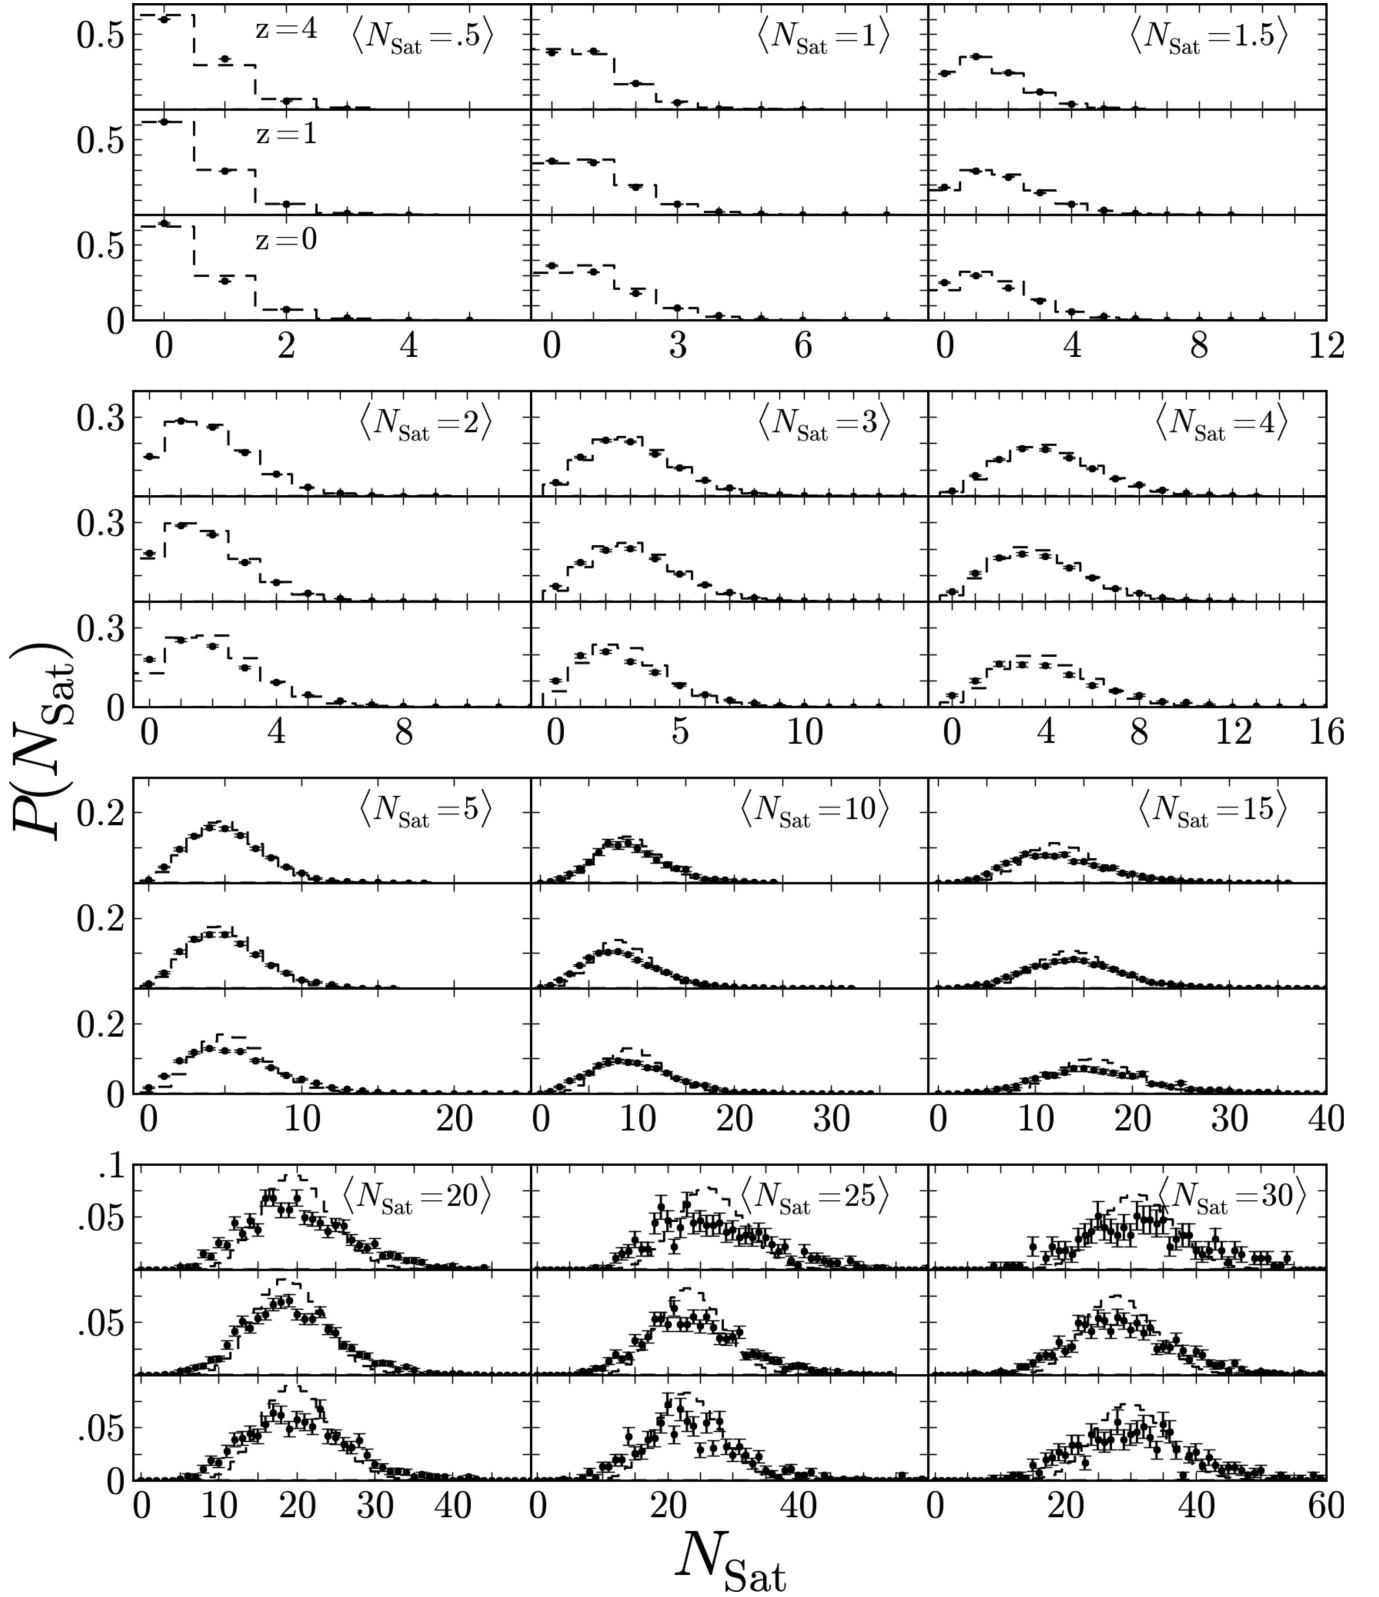 0.5 z=4 ⟨N_Sat=.5⟩ ⟨N_Sat=1⟩ ⟨N_Sat=1.5⟩
0.5 z=1
0.5 z=0
0
0 2 4 0 3 6 0 4 8 12
0.3 ⟨N_Sat=2⟩ ⟨N_Sat=3⟩ ⟨N_Sat=4⟩
0.3
0.3
0
0 4 8 0 5 10 0 4 8 12 16
P(N_Sat)
0.2 ⟨N_Sat=5⟩ ⟨N_Sat=10⟩ ⟨N_Sat=15⟩
0.2
0.2
0
0 10 20 0 10 20 30 0 10 20 30 40
.1
.05 ⟨N_Sat=20⟩ ⟨N_Sat=25⟩ ⟨N_Sat=30⟩
.05
.05
0
0 10 20 30 40 0 20 40 0 20 40 60
N_Sat